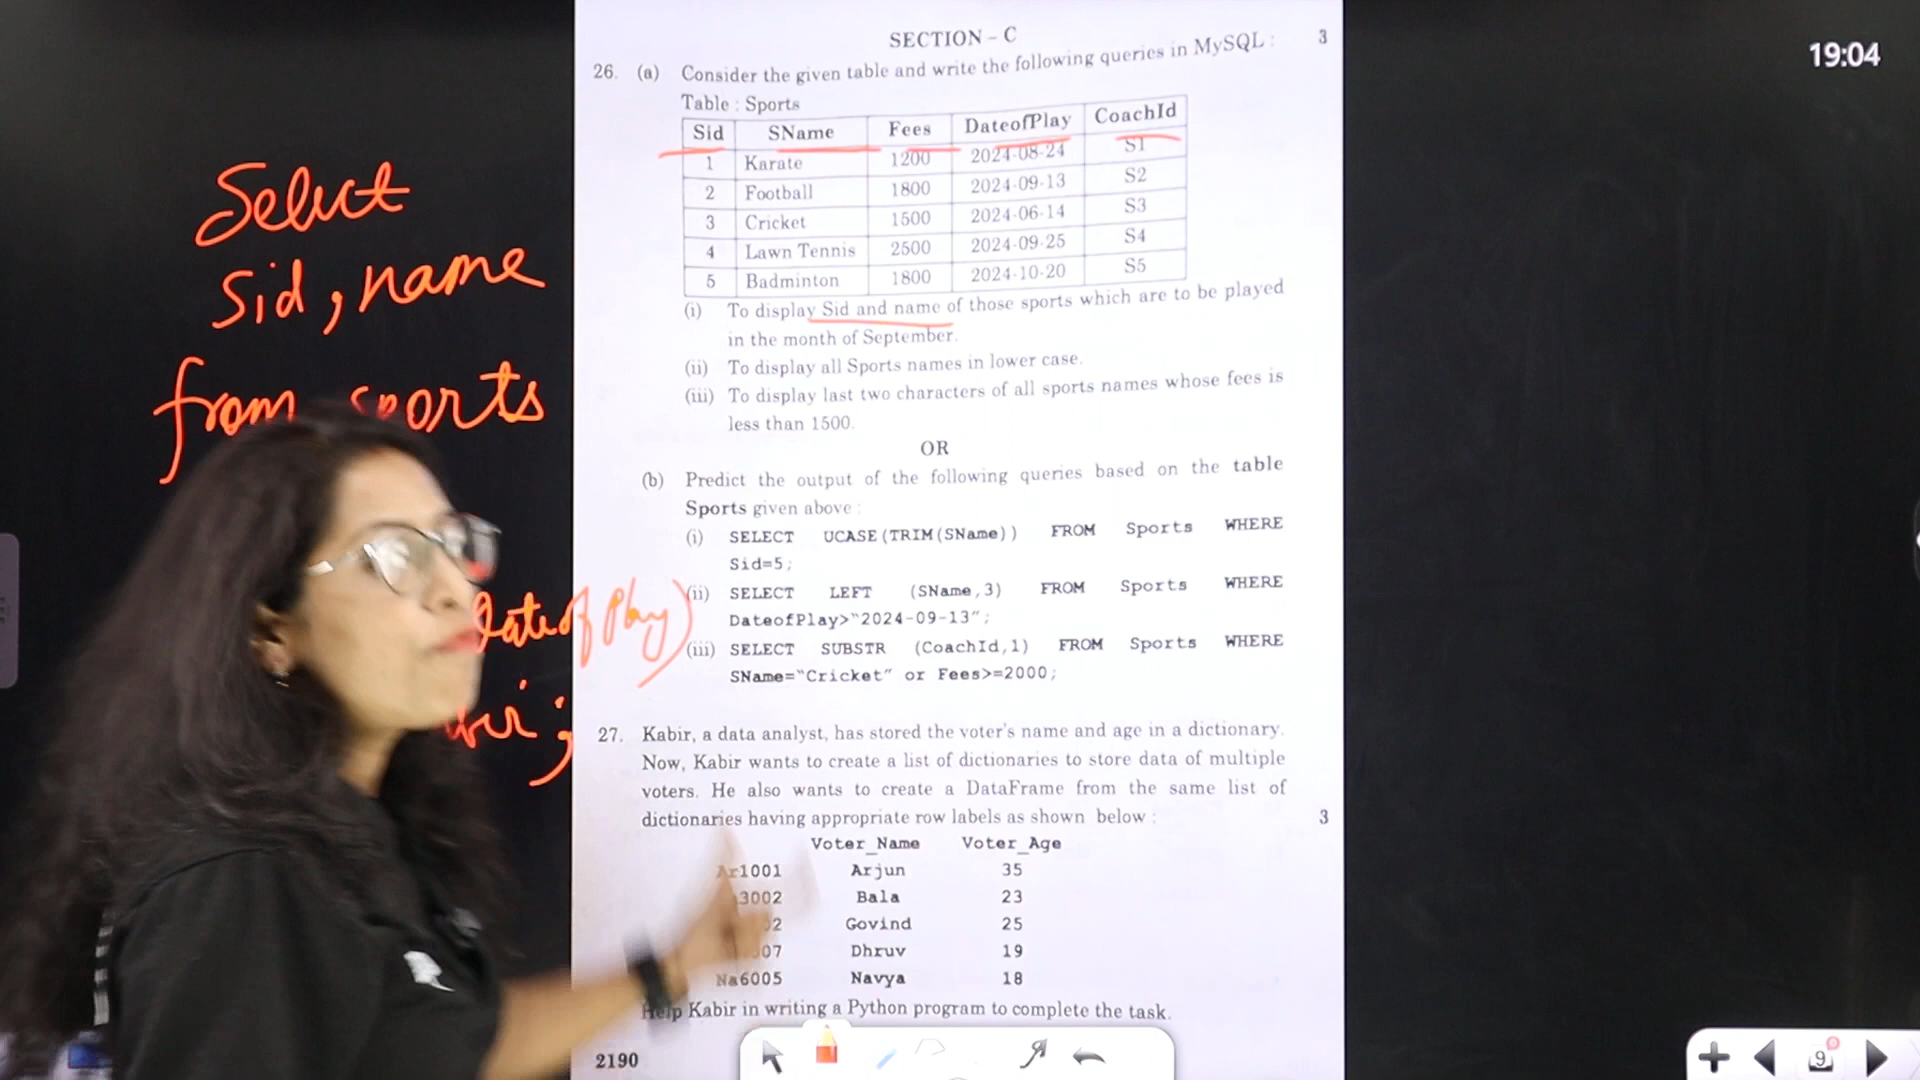 SECTION – C
26. (a) Consider the given table and write the following queries in MySQL : 3
Table : Sports
Sid SName Fees DateofPlay CoachId
1 Karate 1200 2024-08-24 S1
2 Football 1800 2024-09-13 S2
3 Cricket 1500 2024-06-14 S3
4 Lawn Tennis 2500 2024-09-25 S4
5 Badminton 1800 2024-10-20 S5
(i) To display Sid and name of those sports which are to be played
in the month of September.
(ii) To display all Sports names in lower case.
(iii) To display last two characters of all sports names whose fees is
less than 1500.
OR
(b) Predict the output of the following queries based on the table
Sports given above :
(i) SELECT UCASE(TRIM(SName)) FROM Sports WHERE
Sid=5;
(ii) SELECT LEFT (SName,3) FROM Sports WHERE
DateofPlay>"2024-09-13";
(iii) SELECT SUBSTR (CoachId,1) FROM Sports WHERE
SName="Cricket" or Fees>=2000;
27. Kabir, a data analyst, has stored the voter's name and age in a dictionary.
Now, Kabir wants to create a list of dictionaries to store data of multiple
voters. He also wants to create a DataFrame from the same list of
dictionaries having appropriate row labels as shown below : 3
Voter_Name Voter_Age
Ar1001 Arjun 35
3002 Bala 23
2 Govind 25
07 Dhruv 19
Na6005 Navya 18
Help Kabir in writing a Python program to complete the task.
2190
Select
Sid, name
from sports
DateofPlay)
19:04
9